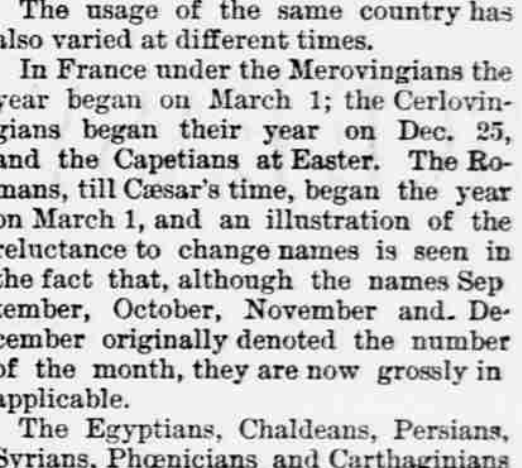 The usage of the same country has
also varied at different times.
In France under the Merovingians the
year began on March 1; the Cerlovin-
gians began their year on Dec. 25,
and the Capetians at Easter. The Ro-
mans, till Cæsar's time, began the year
on March 1, and an illustration of the
reluctance to change names is seen in
the fact that, although the names Sep
tember, October, November and. De-
cember originally denoted the number
of the month, they are now grossly in
applicable.
The Egyptians, Chaldeans, Persians,
Syrians, Phœnicians and Carthaginians